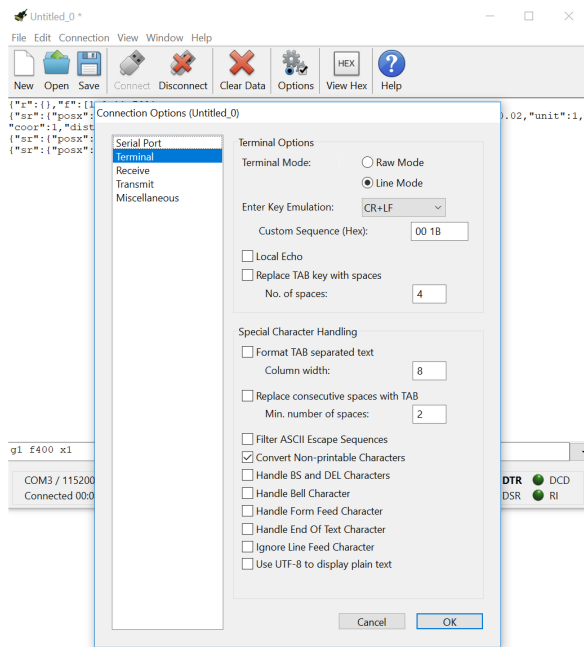 Untitled_0 *
File Edit Connection View Window Help
New Open Save Connect Disconnect Clear Data Options View Hex Help
HEX
{"r":{},"f":[1
{"sr":{"posx": 0.02,"unit":1,
"coor":1,"dist
{"sr":{"posx":
{"sr":{"posx":
Connection Options (Untitled_0)
Serial Port
Terminal
Receive
Transmit
Miscellaneous
Terminal Options
Terminal Mode:
Raw Mode
Line Mode
Enter Key Emulation: CR+LF
Custom Sequence (Hex): 00 1B
Local Echo
Replace TAB key with spaces
No. of spaces: 4
Special Character Handling
Format TAB separated text
Column width: 8
Replace consecutive spaces with TAB
Min. number of spaces: 2
Filter ASCII Escape Sequences
Convert Non-printable Characters
Handle BS and DEL Characters
Handle Bell Character
Handle Form Feed Character
Handle End Of Text Character
Ignore Line Feed Character
Use UTF-8 to display plain text
Cancel OK
g1 f400 x1
COM3 / 115200 DTR DCD
Connected 00:0 DSR RI